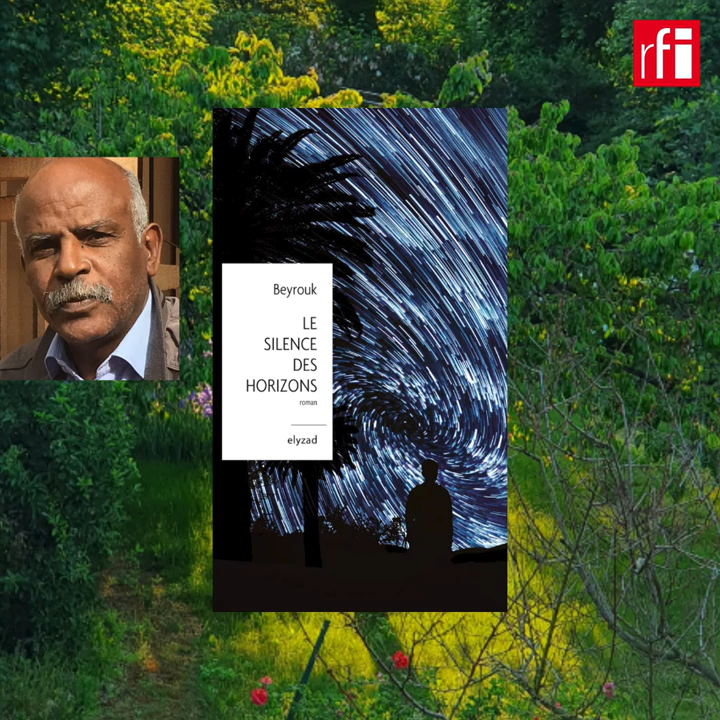 rfi
Beyrouk
LE
SILENCE
DES
HORIZONS
roman
elyzad